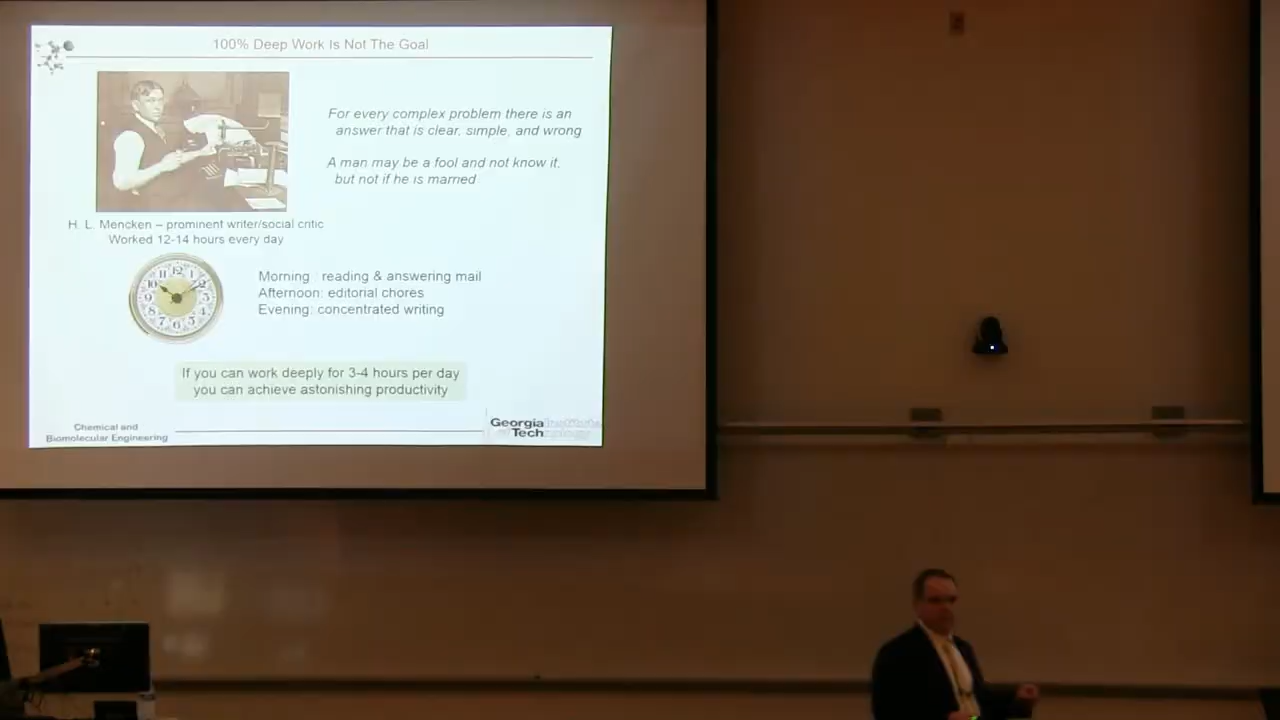 100% Deep Work Is Not The Goal
For every complex problem there is an
answer that is clear, simple, and wrong
A man may be a fool and not know it,
but not if he is married
H. L. Mencken – prominent writer/social critic
Worked 12-14 hours every day
Morning : reading & answering mail
Afternoon: editorial chores
Evening: concentrated writing
If you can work deeply for 3-4 hours per day
you can achieve astonishing productivity
Chemical and
Biomolecular Engineering
Georgia Institute
of Technology